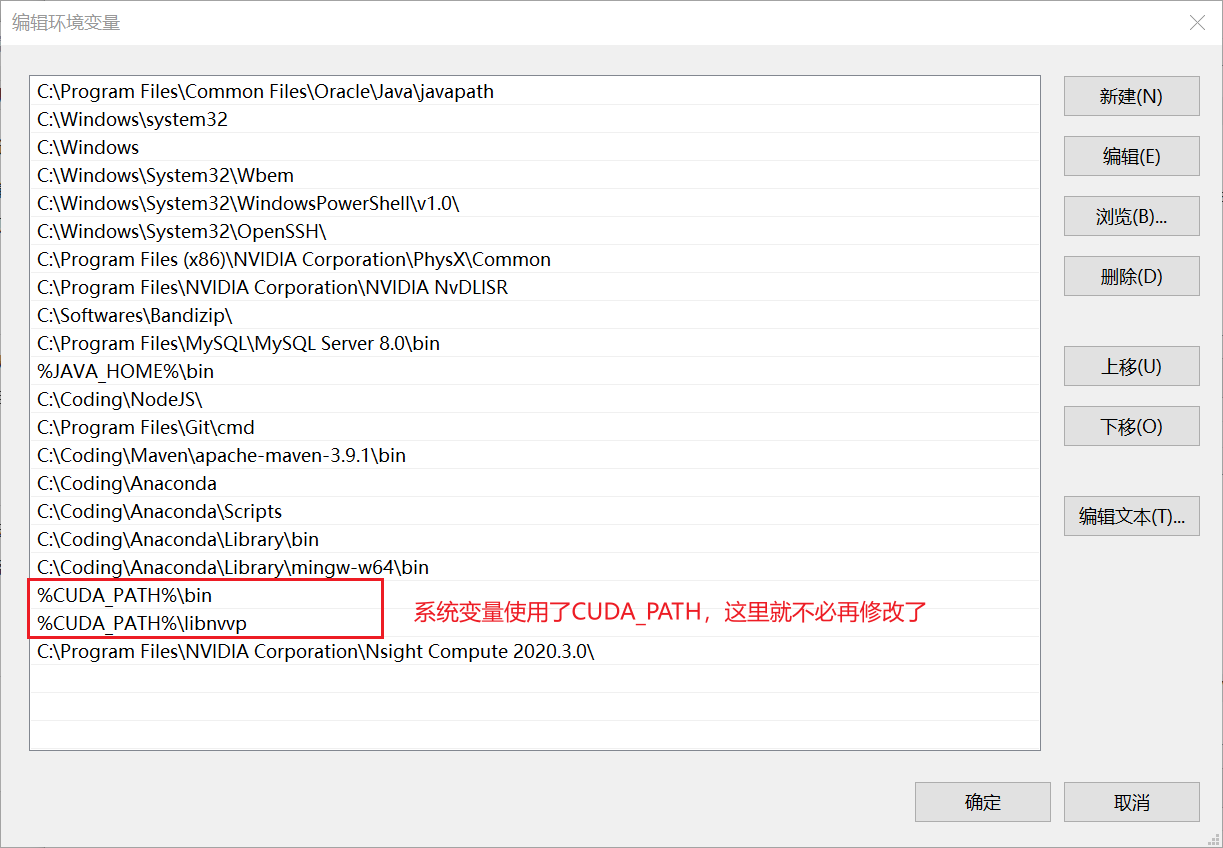 编辑环境变量
C:\Program Files\Common Files\Oracle\Java\javapath
C:\Windows\system32
C:\Windows
C:\Windows\System32\Wbem
C:\Windows\System32\WindowsPowerShell\v1.0\
C:\Windows\System32\OpenSSH\
C:\Program Files (x86)\NVIDIA Corporation\PhysX\Common
C:\Program Files\NVIDIA Corporation\NVIDIA NvDLISR
C:\Softwares\Bandizip\
C:\Program Files\MySQL\MySQL Server 8.0\bin
%JAVA_HOME%\bin
C:\Coding\NodeJS\
C:\Program Files\Git\cmd
C:\Coding\Maven\apache-maven-3.9.1\bin
C:\Coding\Anaconda
C:\Coding\Anaconda\Scripts
C:\Coding\Anaconda\Library\bin
C:\Coding\Anaconda\Library\mingw-w64\bin
%CUDA_PATH%\bin
%CUDA_PATH%\libnvvp
系统变量使用了CUDA_PATH，这里就不必再修改了
C:\Program Files\NVIDIA Corporation\Nsight Compute 2020.3.0\
新建(N)
编辑(E)
浏览(B)...
删除(D)
上移(U)
下移(O)
编辑文本(T)...
确定
取消